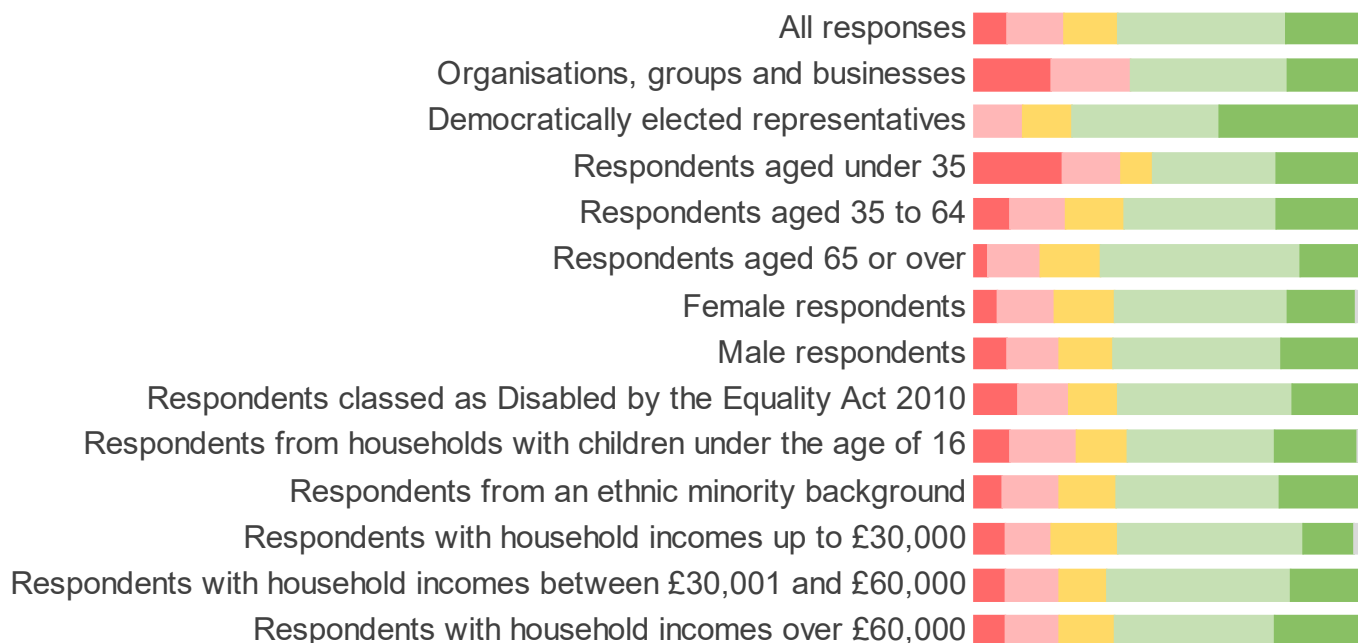 All responses
Organisations, groups and businesses
Democratically elected representatives
Respondents aged under 35
Respondents aged 35 to 64
Respondents aged 65 or over
Female respondents
Male respondents
Respondents classed as Disabled by the Equality Act 2010
Respondents from households with children under the age of 16
Respondents from an ethnic minority background
Respondents with household incomes up to £30,000
Respondents with household incomes between £30,001 and £60,000
Respondents with household incomes over £60,000